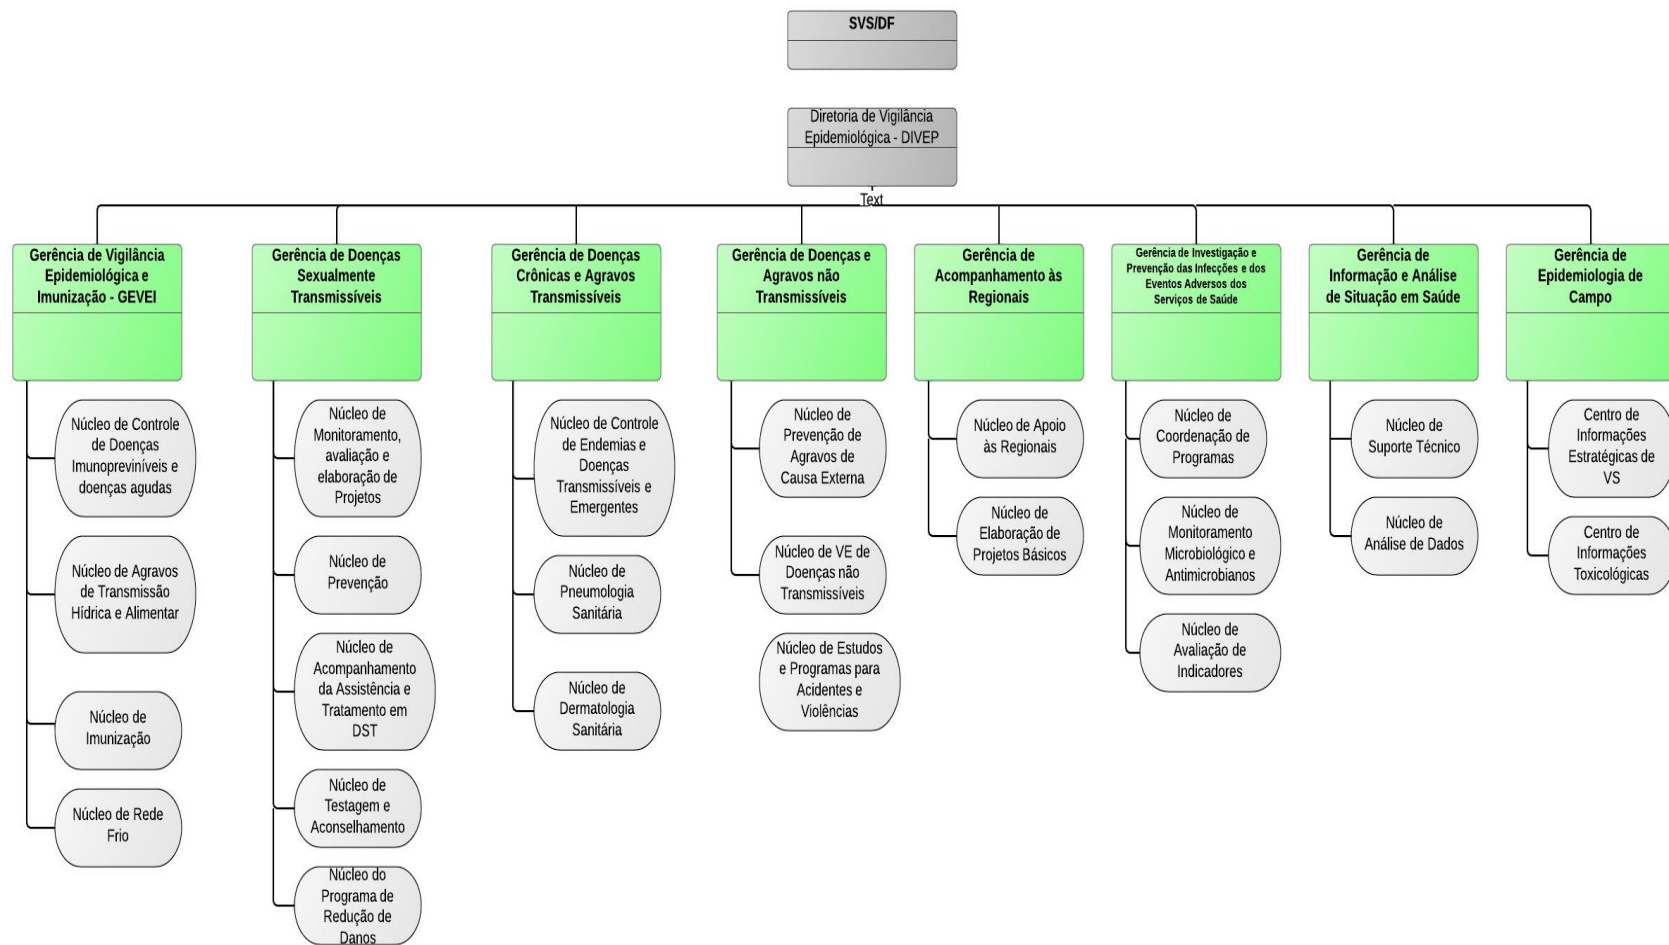 SVS/DF
Diretoria de Vigilância
Epidemiológica - DIVEP
Text
Gerência de Vigilância
Epidemiológica e
Imunização - GEVEI
Gerência de Doenças
Sexualmente
Transmissíveis
Gerência de Doenças
Crônicas e Agravos
Transmissíveis
Gerência de Doenças e
Agravos não
Transmissíveis
Gerência de
Acompanhamento às
Regionais
Gerência de Investigação e
Prevenção das Infecções e dos
Eventos Adversos dos
Serviços de Saúde
Gerência de
Informação e Análise
de Situação em Saúde
Gerência de
Epidemiologia de
Campo
Núcleo de Controle
de Doenças
Imunopreviníveis e
doenças agudas
Núcleo de Agravos
de Transmissão
Hídrica e Alimentar
Núcleo de
Imunização
Núcleo de Rede
Frio
Núcleo de
Monitoramento,
avaliação e
elaboração de
Projetos
Núcleo de
Prevenção
Núcleo de
Acompanhamento
da Assistência e
Tratamento em
DST
Núcleo de
Testagem e
Aconselhamento
Núcleo do
Programa de
Redução de
Danos
Núcleo de Controle
de Endemias e
Doenças
Transmissíveis e
Emergentes
Núcleo de
Pneumologia
Sanitária
Núcleo de
Dermatologia
Sanitária
Núcleo de
Prevenção de
Agravos de
Causa Externa
Núcleo de VE de
Doenças não
Transmissíveis
Núcleo de Estudos
e Programas para
Acidentes e
Violências
Núcleo de Apoio
às Regionais
Núcleo de
Elaboração de
Projetos Básicos
Núcleo de
Coordenação de
Programas
Núcleo de
Monitoramento
Microbiológico e
Antimicrobianos
Núcleo de
Avaliação de
Indicadores
Núcleo de
Suporte Técnico
Núcleo de
Análise de Dados
Centro de
Informações
Estratégicas de
VS
Centro de
Informações
Toxicológicas